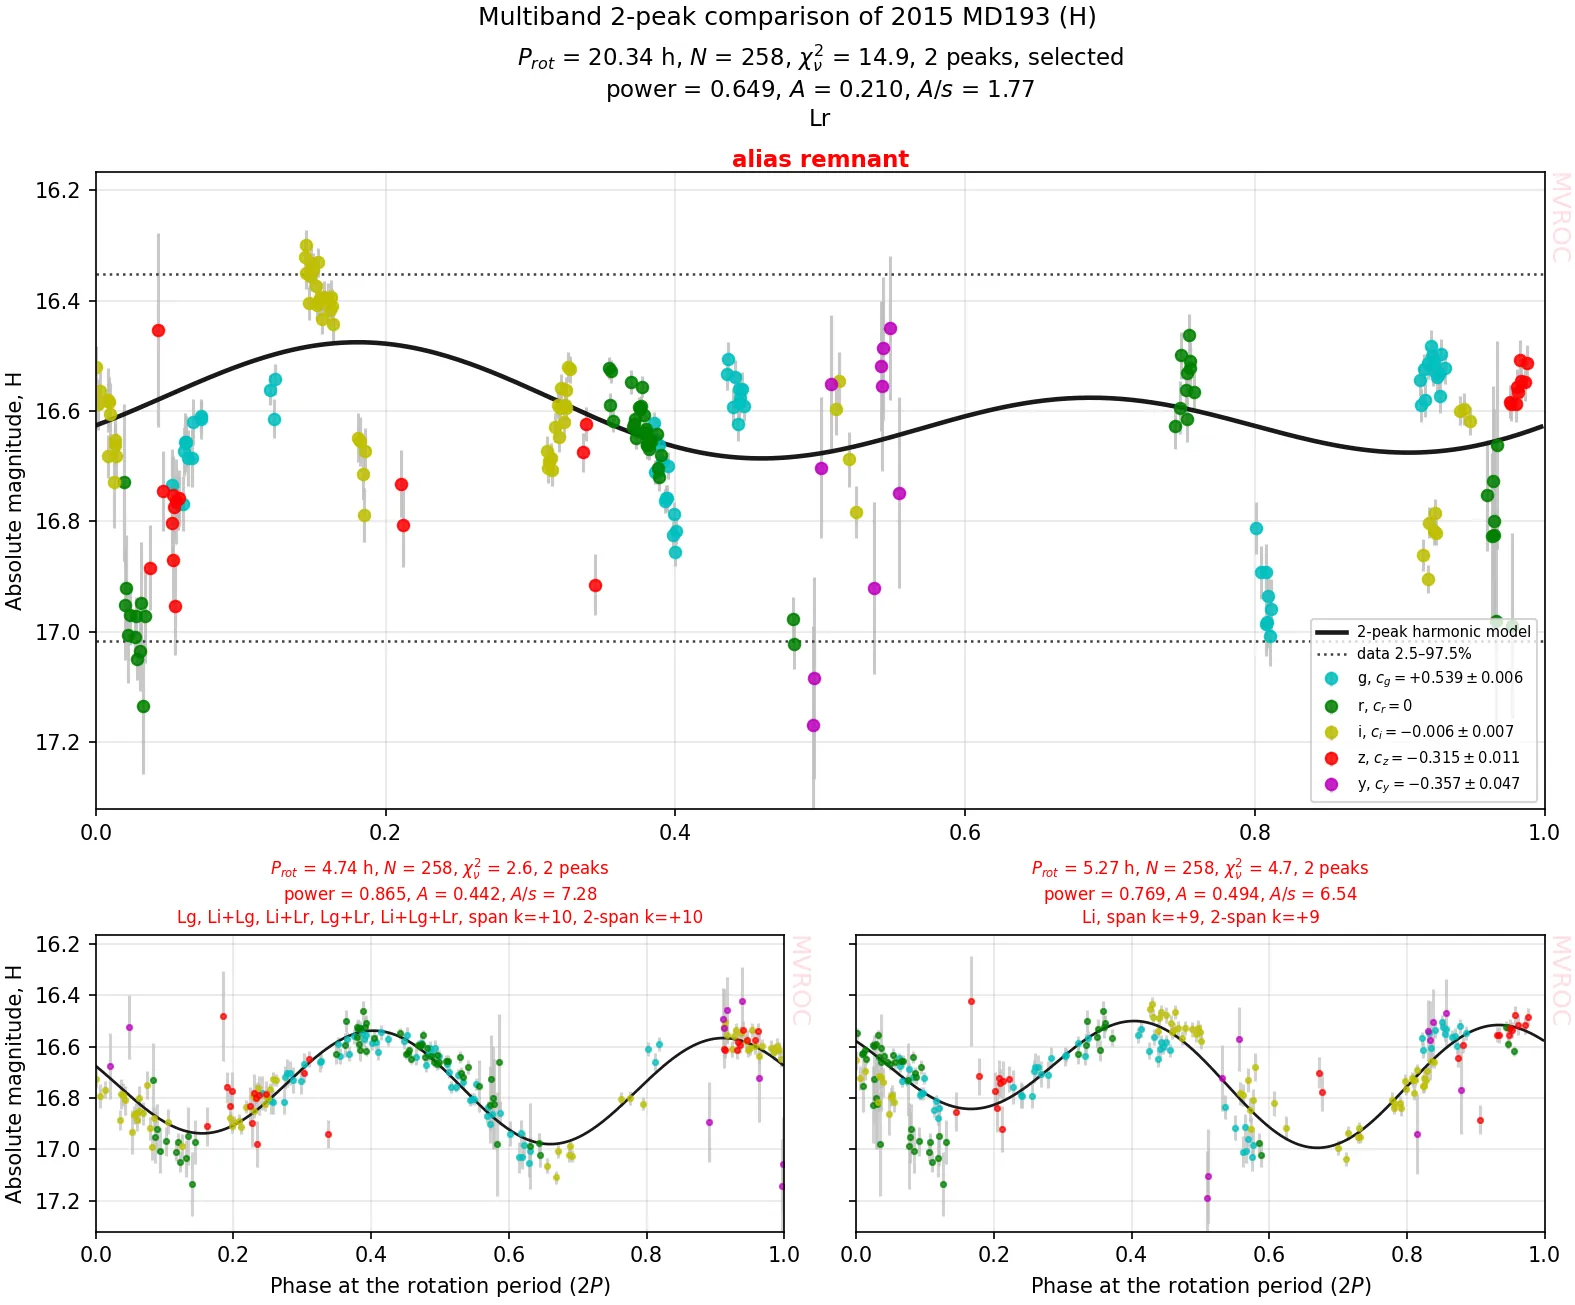 Multiband 2-peak comparison of 2015 MD193 (H)
P_rot = 20.34 h, N = 258, χ²_ν = 14.9, 2 peaks, selected
power = 0.649, A = 0.210, A/s = 1.77
Lr
alias remnant
MVROC
Absolute magnitude, H
16.2
16.4
16.6
16.8
17.0
17.2
2-peak harmonic model
data 2.5–97.5%
g, c_g = +0.539 ± 0.006
r, c_r = 0
i, c_i = −0.006 ± 0.007
z, c_z = −0.315 ± 0.011
y, c_y = −0.357 ± 0.047
0.0 0.2 0.4 0.6 0.8 1.0
P_rot = 4.74 h, N = 258, χ²_ν = 2.6, 2 peaks
power = 0.865, A = 0.442, A/s = 7.28
Lg, Li+Lg, Li+Lr, Lg+Lr, Li+Lg+Lr, span k=+10, 2-span k=+10
MVROC
Absolute magnitude, H
16.2
16.4
16.6
16.8
17.0
17.2
0.0 0.2 0.4 0.6 0.8 1.0
Phase at the rotation period (2P)
P_rot = 5.27 h, N = 258, χ²_ν = 4.7, 2 peaks
power = 0.769, A = 0.494, A/s = 6.54
Li, span k=+9, 2-span k=+9
MVROC
0.0 0.2 0.4 0.6 0.8 1.0
Phase at the rotation period (2P)